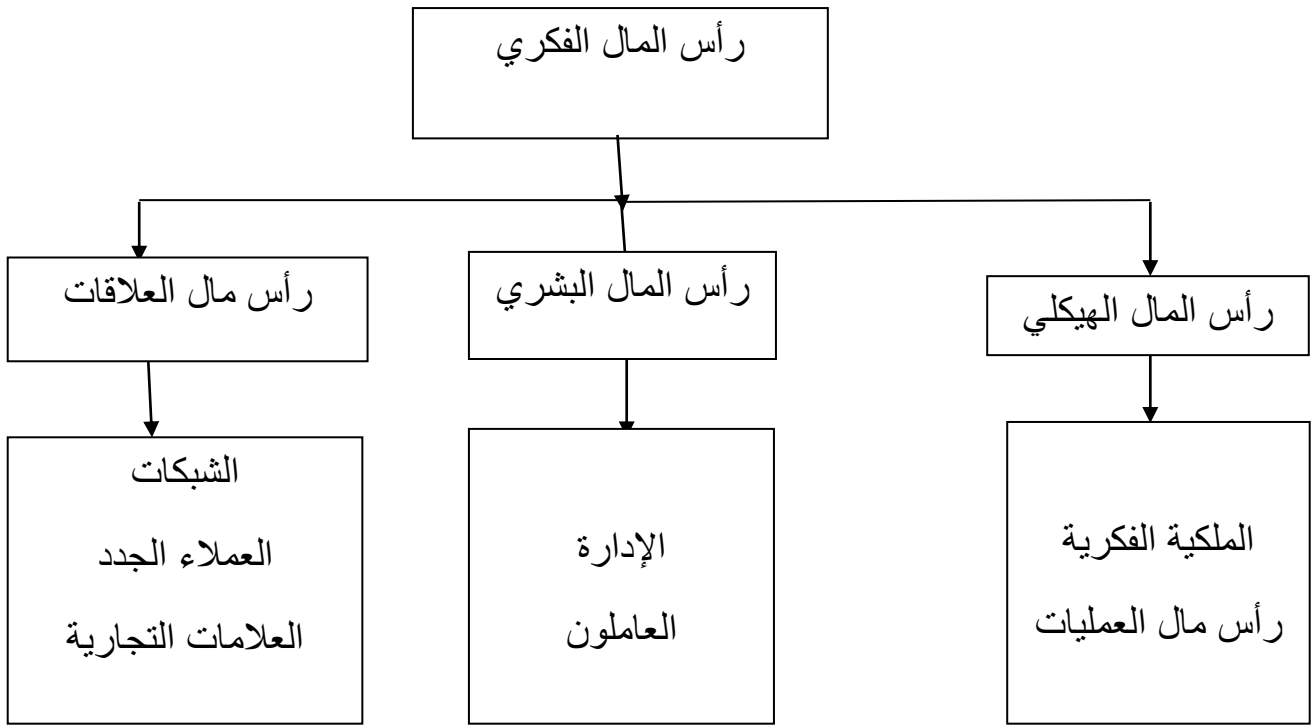 رأس المال الفكري
رأس المال الهيكلي
رأس المال البشري
رأس مال العلاقات
الملكية الفكرية
رأس مال العمليات
الإدارة
العاملون
الشبكات
العملاء الجدد
العلامات التجارية